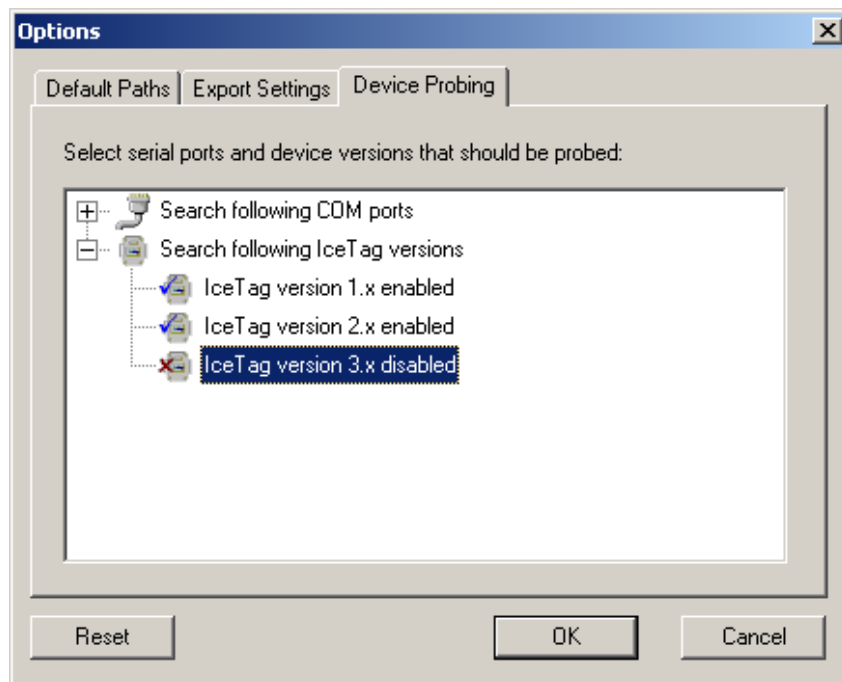 Options
Default Paths Export Settings Device Probing
Select serial ports and device versions that should be probed:
Search following COM ports
Search following IceTag versions
IceTag version 1.x enabled
IceTag version 2.x enabled
IceTag version 3.x disabled
Reset OK Cancel